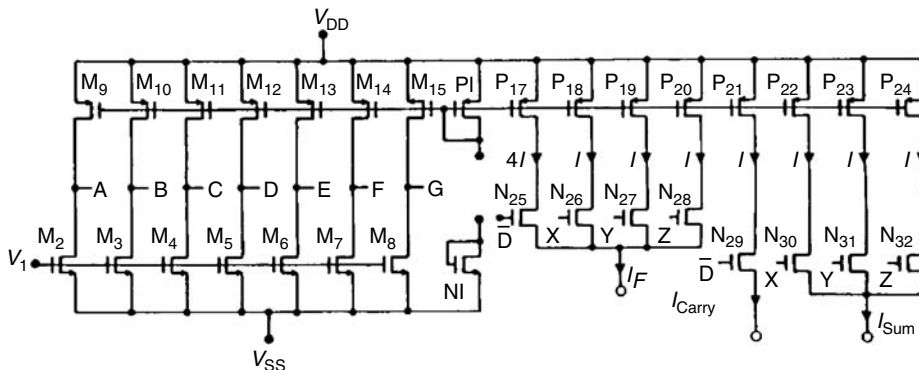 V_DD
M_9 M_10 M_11 M_12 M_13 M_14 M_15 PI P_17 P_18 P_19 P_20 P_21 P_22 P_23 P_24
4I I I I I I I I
A B C D E F G
N_25 N_26 N_27 N_28
D̅ X Y Z
M_2 M_3 M_4 M_5 M_6 M_7 M_8
N_29 N_30 N_31 N_32
V_1
D̅ X Y Z
NI
I_F
I_Carry
I_Sum
V_SS